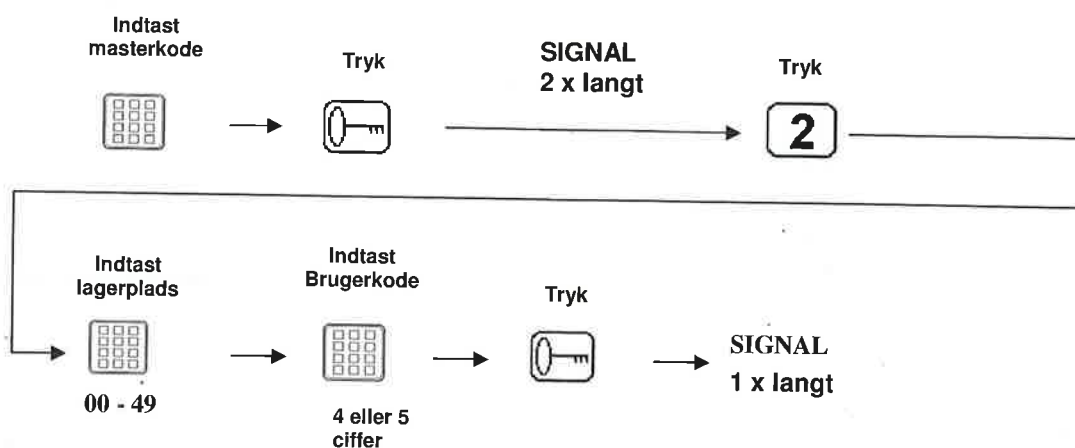 Indtast
masterkode
Tryk
SIGNAL
2 x langt
Tryk
2
Indtast
lagerplads
00 - 49
Indtast
Brugerkode
4 eller 5
ciffer
Tryk
SIGNAL
1 x langt